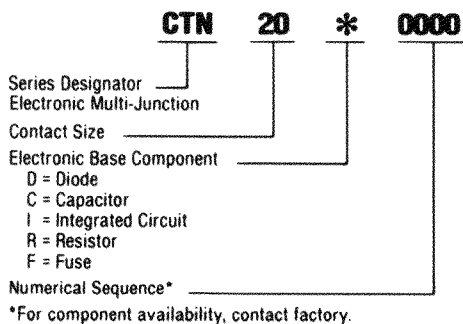 CTN 20 * 0000
Series Designator
Electronic Multi-Junction
Contact Size
Electronic Base Component
D = Diode
C = Capacitor
I = Integrated Circuit
R = Resistor
F = Fuse
Numerical Sequence*
*For component availability, contact factory.